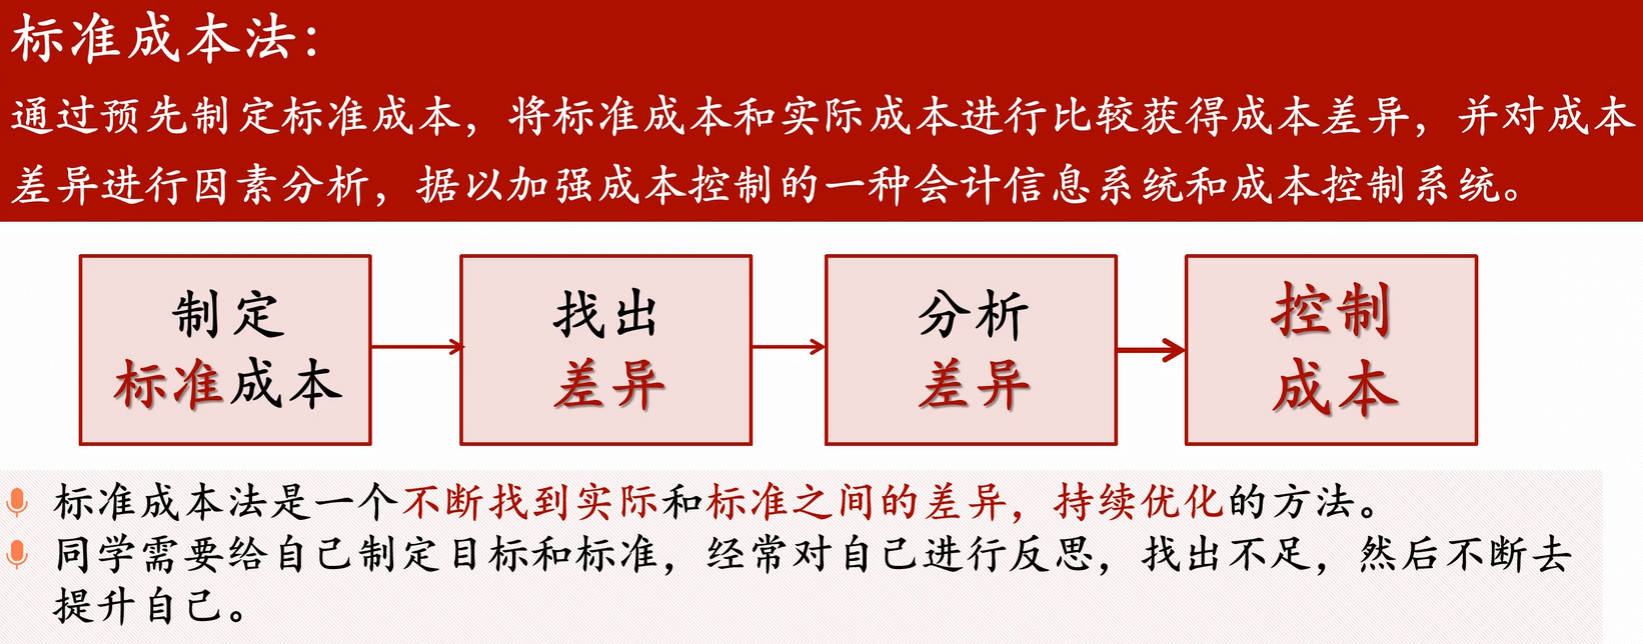 标准成本法：
通过预先制定标准成本，将标准成本和实际成本进行比较获得成本差异，并对成本
差异进行因素分析，据以加强成本控制的一种会计信息系统和成本控制系统。
制定
标准成本
找出
差异
分析
差异
控制
成本
标准成本法是一个不断找到实际和标准之间的差异，持续优化的方法。
同学需要给自己制定目标和标准，经常对自己进行反思，找出不足，然后不断去
提升自己。